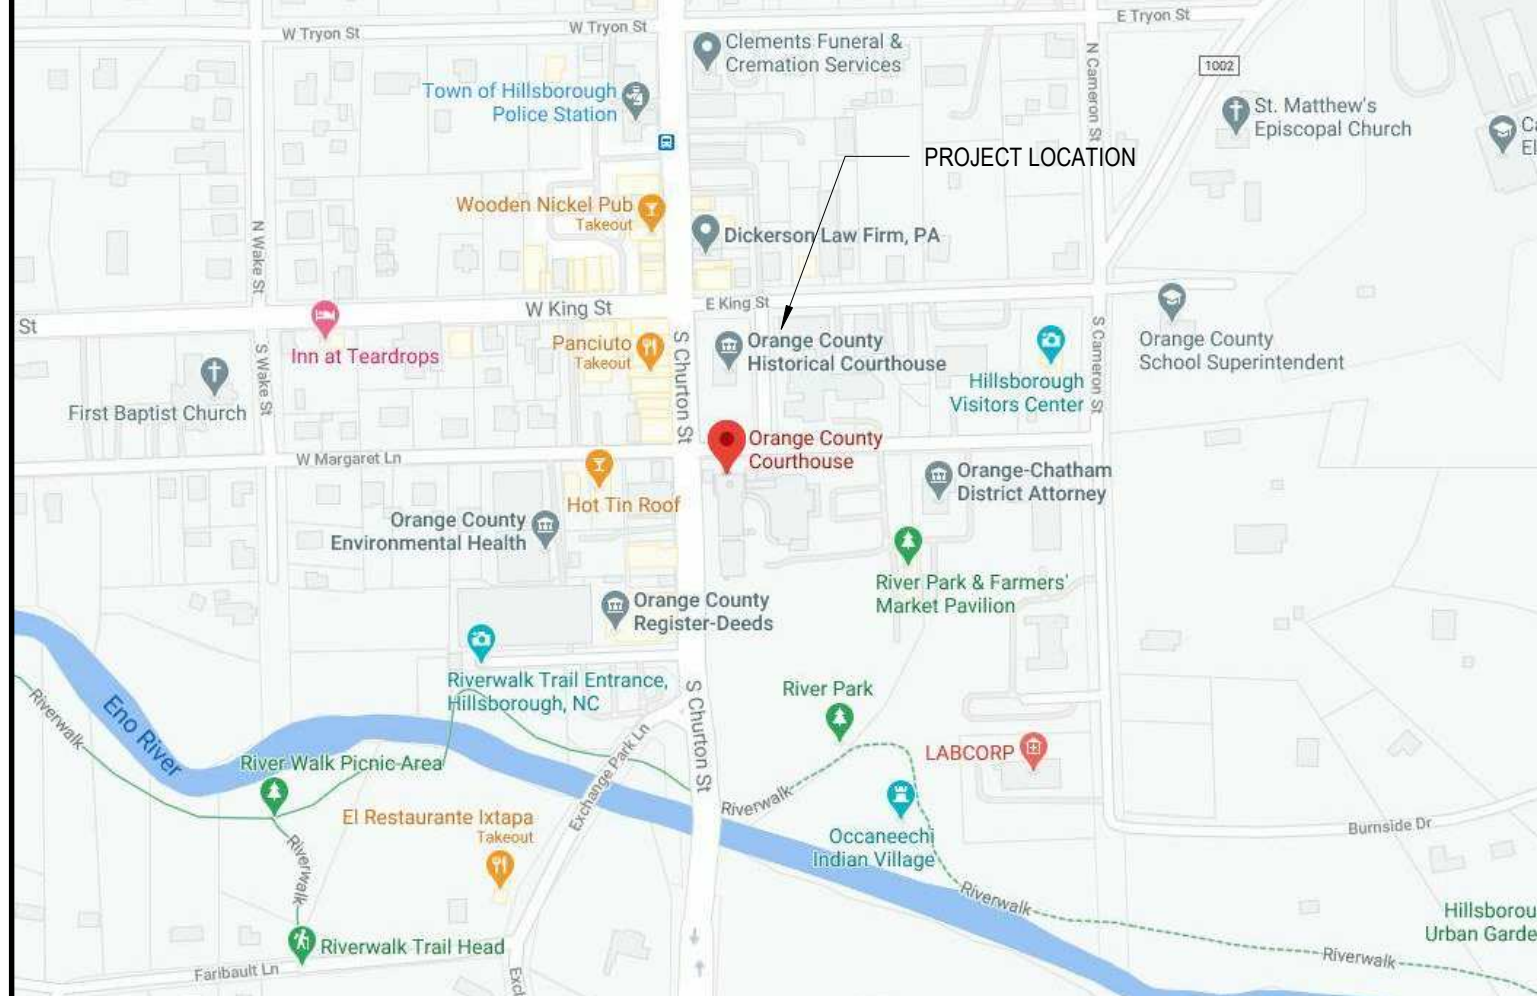 W Tryon St
W Tryon St
E Tryon St
Clements Funeral &
Cremation Services
N Cameron St
1002
Town of Hillsborough
Police Station
St. Matthew's
Episcopal Church
PROJECT LOCATION
Wooden Nickel Pub
Takeout
Dickerson Law Firm, PA
N Wake St
W King St
E King St
St
Inn at Teardrops
Panciuto
Takeout
S Churton St
Orange County
Historical Courthouse
Hillsborough
Visitors Center
S Cameron St
Orange County
School Superintendent
S Wake St
First Baptist Church
W Margaret Ln
Orange County
Courthouse
Hot Tin Roof
Orange-Chatham
District Attorney
Orange County
Environmental Health
River Park & Farmers'
Market Pavilion
Orange County
Register-Deeds
Riverwalk Trail Entrance,
Hillsborough, NC
S Churton St
River Park
Riverwalk
Eno River
River Walk Picnic Area
Exchange Park Ln
LABCORP
Riverwalk
El Restaurante Ixtapa
Takeout
Occaneechi
Indian Village
Burnside Dr
Riverwalk
Riverwalk
Riverwalk Trail Head
Faribault Ln
Riverwalk